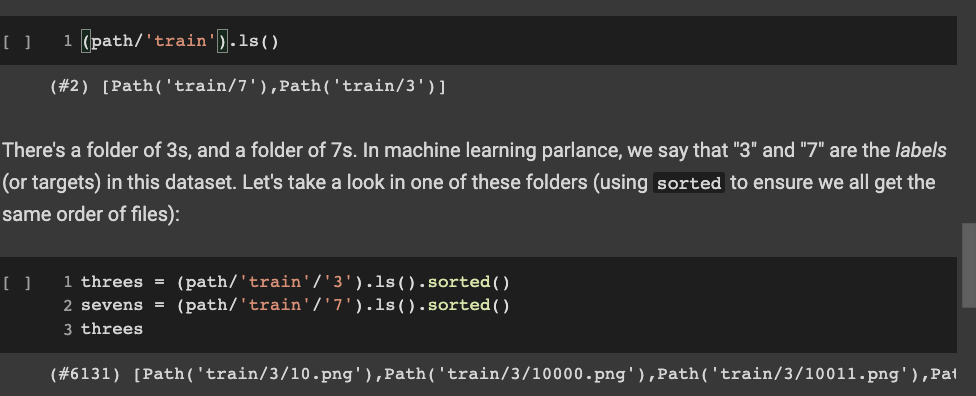 [ ] 1 (path/'train').ls()
(#2) [Path('train/7'),Path('train/3')]
There's a folder of 3s, and a folder of 7s. In machine learning parlance, we say that "3" and "7" are the labels
(or targets) in this dataset. Let's take a look in one of these folders (using sorted to ensure we all get the
same order of files):
[ ] 1 threes = (path/'train'/'3').ls().sorted()
2 sevens = (path/'train'/'7').ls().sorted()
3 threes
(#6131) [Path('train/3/10.png'),Path('train/3/10000.png'),Path('train/3/10011.png'),Pat